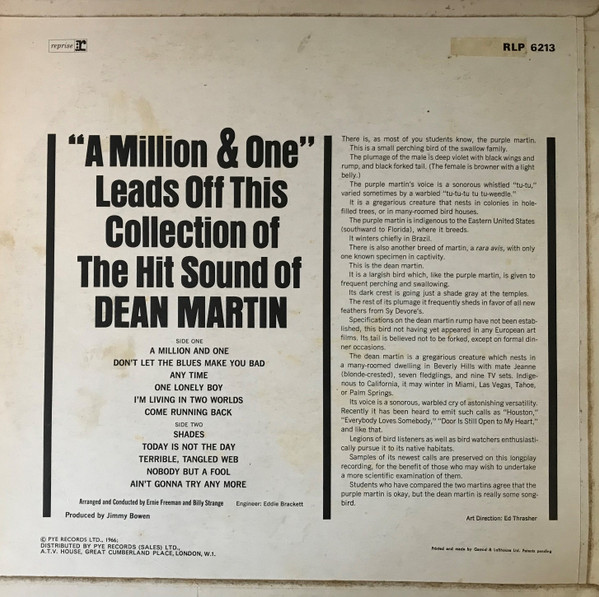 reprise R:
RLP 6213
“A Million & One”
Leads Off This
Collection of
The Hit Sound of
DEAN MARTIN
SIDE ONE
A MILLION AND ONE
DON'T LET THE BLUES MAKE YOU BAD
ANY TIME
ONE LONELY BOY
I'M LIVING IN TWO WORLDS
COME RUNNING BACK
SIDE TWO
SHADES
TODAY IS NOT THE DAY
TERRIBLE, TANGLED WEB
NOBODY BUT A FOOL
AIN'T GONNA TRY ANY MORE
Arranged and Conducted by Ernie Freeman and Billy Strange Engineer: Eddie Brackett
Produced by Jimmy Bowen
There is, as most of you students know, the purple martin.
This is a small perching bird of the swallow family.
The plumage of the male is deep violet with black wings and
rump, and black forked tail. (The female is browner with a light
belly.)
The purple martin's voice is a sonorous whistled “tu-tu,”
varied sometimes by a warbled “tu-tu-tu tu tu-weedle.”
It is a gregarious creature that nests in colonies in hole-
filled trees, or in many-roomed bird houses.
The purple martin is indigenous to the Eastern United States
(southward to Florida), where it breeds.
It winters chiefly in Brazil.
There is also another breed of martin, a rara avis, with only
one known specimen in captivity.
This is the dean martin.
It is a largish bird which, like the purple martin, is given to
frequent perching and swallowing.
Its dark crest is going just a shade gray at the temples.
The rest of its plumage it frequently sheds in favor of all new
feathers from Sy Devore's.
Specifications on the dean martin rump have not been estab-
lished, this bird not having yet appeared in any European art
films. Its tail is believed not to be forked, except on formal din-
ner occasions.
The dean martin is a gregarious creature which nests in
a many-roomed dwelling in Beverly Hills with mate Jeanne
(blonde-crested), seven fledglings, and nine TV sets. Indige-
nous to California, it may winter in Miami, Las Vegas, Tahoe,
or Palm Springs.
Its voice is a sonorous, warbled cry of astonishing versatility.
Recently it has been heard to emit such calls as “Houston,”
“Everybody Loves Somebody,” “Door Is Still Open to My Heart,”
and like that.
Legions of bird listeners as well as bird watchers enthusiasti-
cally pursue it to its native habitats.
Samples of its newest calls are preserved on this longplay
recording, for the benefit of those who may wish to undertake
a more scientific examination of them.
Students who have compared the two martins agree that the
purple martin is okay, but the dean martin is really some song-
bird.
Art Direction: Ed Thrasher
© PYE RECORDS LTD., 1966;
DISTRIBUTED BY PYE RECORDS (SALES) LTD.,
A.T.V. HOUSE, GREAT CUMBERLAND PLACE, LONDON, W.1.
Printed and made by Garrod & Lofthouse Ltd. Patents pending